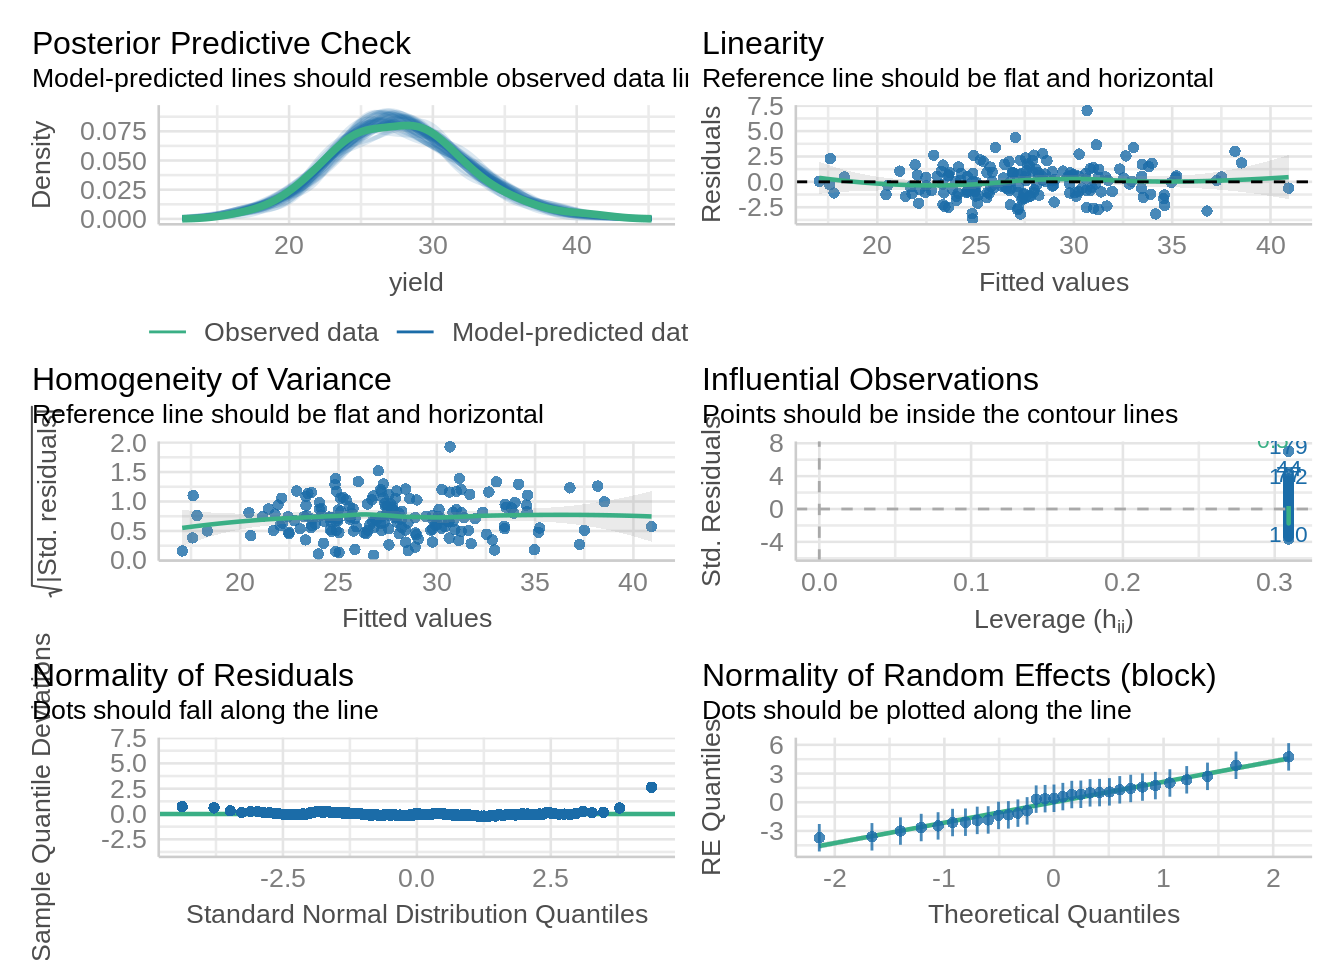 Posterior Predictive Check
Model-predicted lines should resemble observed data lin
Density
0.075
0.050
0.025
0.000
20
30
40
yield
Observed data
Model-predicted dat
Linearity
Reference line should be flat and horizontal
Residuals
7.5
5.0
2.5
0.0
-2.5
20
25
30
35
40
Fitted values
Homogeneity of Variance
Reference line should be flat and horizontal
√|Std. residuals|
2.0
1.5
1.0
0.5
0.0
20
25
30
35
40
Fitted values
Influential Observations
Points should be inside the contour lines
Std. Residuals
8
4
0
-4
179
44
0.0
0.1
0.2
0.3
Leverage (hii)
Normality of Residuals
Dots should fall along the line
Sample Quantile Deviations
7.5
5.0
2.5
0.0
-2.5
-2.5
0.0
2.5
Standard Normal Distribution Quantiles
Normality of Random Effects (block)
Dots should be plotted along the line
RE Quantiles
6
3
0
-3
-2
-1
0
1
2
Theoretical Quantiles